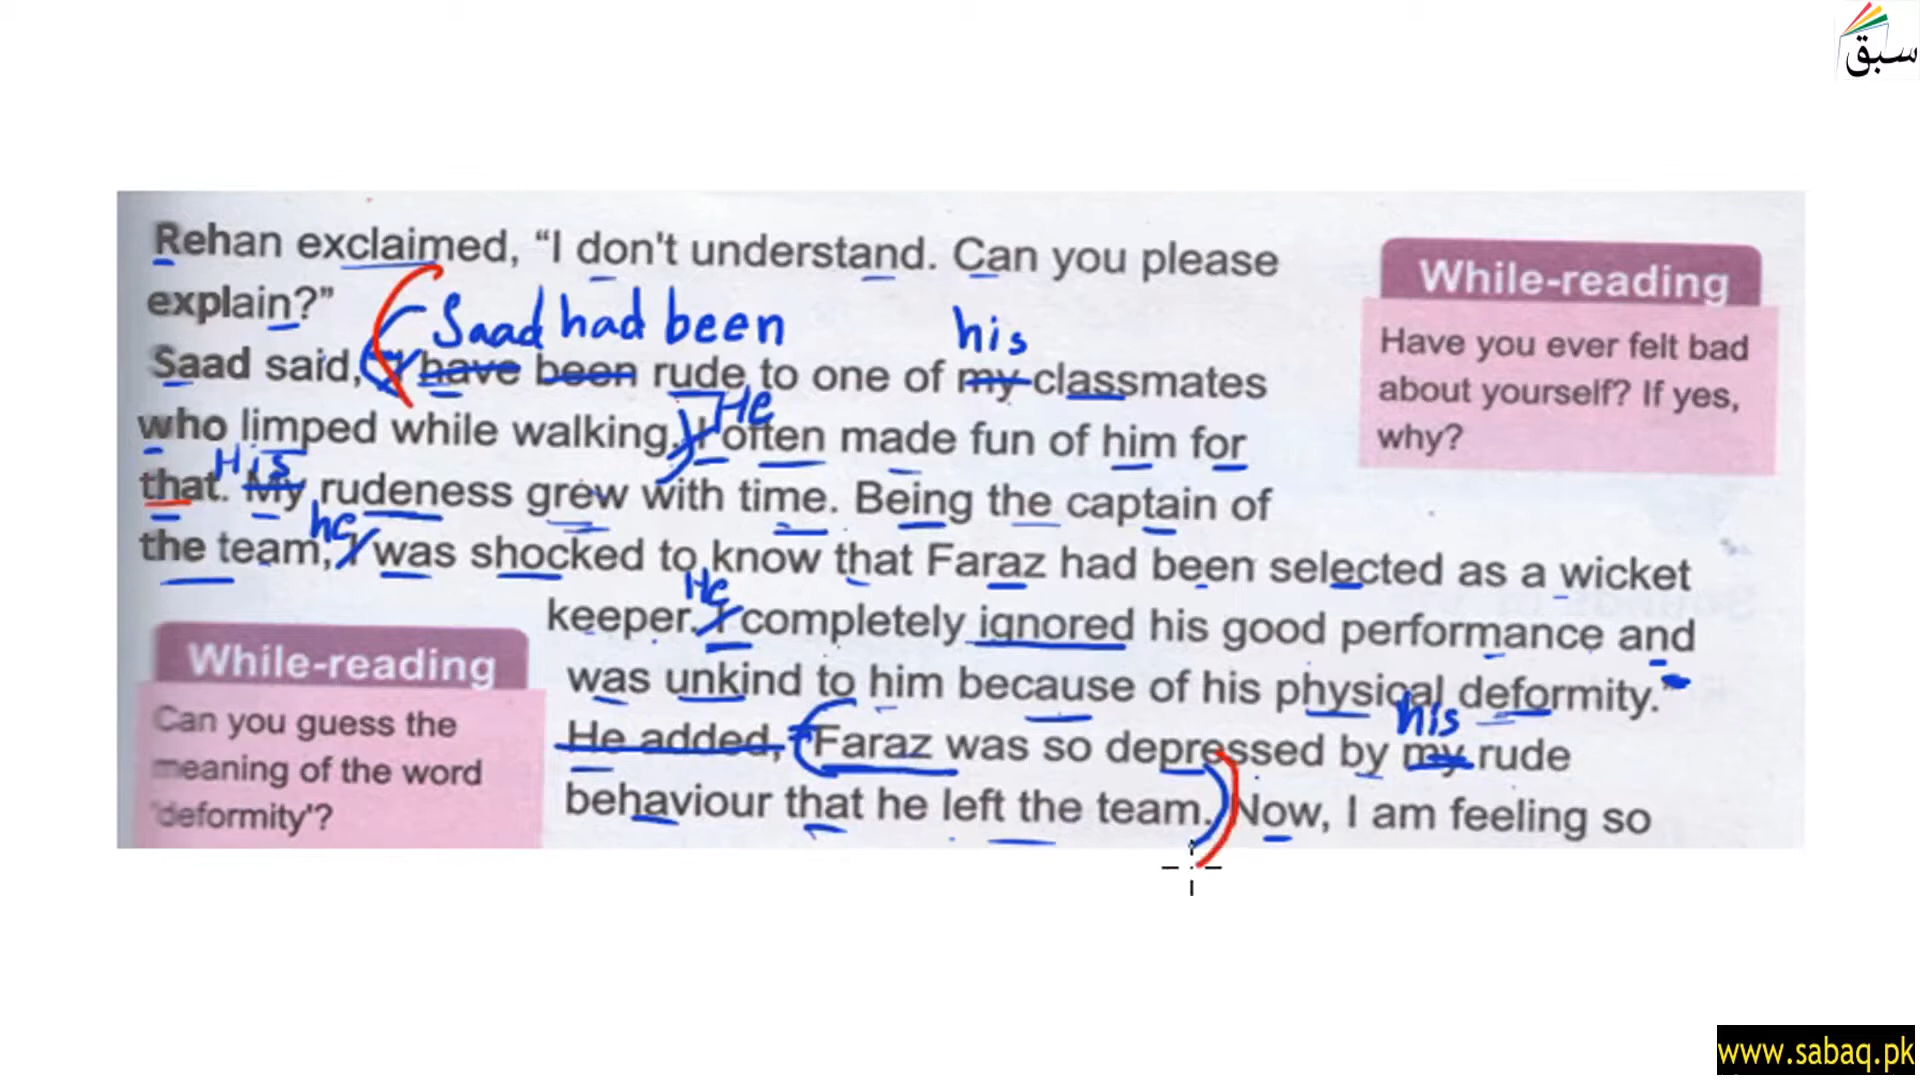 سبق
Rehan exclaimed, “I don't understand. Can you please
explain?”
Saad had been his
Saad said, “I have been rude to one of my classmates
He
who limped while walking. I often made fun of him for
His
that. My rudeness grew with time. Being the captain of
he
the team, I was shocked to know that Faraz had been selected as a wicket
He
keeper. I completely ignored his good performance and
was unkind to him because of his physical deformity.”
his
He added, “Faraz was so depressed by my rude
behaviour that he left the team. Now, I am feeling so
While-reading
Have you ever felt bad
about yourself? If yes,
why?
While-reading
Can you guess the
meaning of the word
'deformity'?
www.sabaq.pk